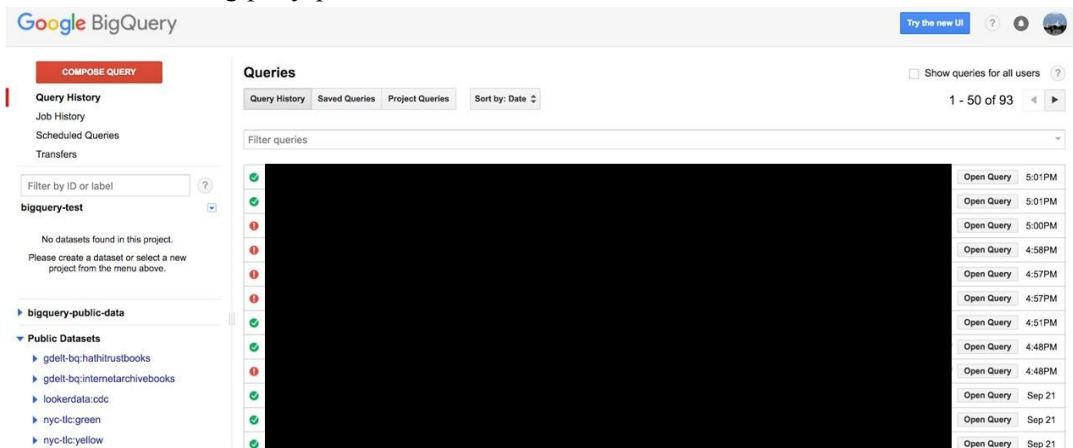 Google BigQuery
Try the new UI
?
COMPOSE QUERY
Query History
Job History
Scheduled Queries
Transfers
Filter by ID or label
?
bigquery-test
No datasets found in this project.
Please create a dataset or select a new
project from the menu above.
bigquery-public-data
Public Datasets
gdelt-bq:hathitrustbooks
gdelt-bq:internetarchivebooks
lookerdata:cdc
nyc-tlc:green
nyc-tlc:yellow
Queries
Show queries for all users ?
Query History Saved Queries Project Queries Sort by: Date
1 - 50 of 93
Filter queries
Open Query 5:01PM
Open Query 5:01PM
Open Query 5:00PM
Open Query 4:58PM
Open Query 4:57PM
Open Query 4:57PM
Open Query 4:51PM
Open Query 4:48PM
Open Query 4:48PM
Open Query Sep 21
Open Query Sep 21
Open Query Sep 21